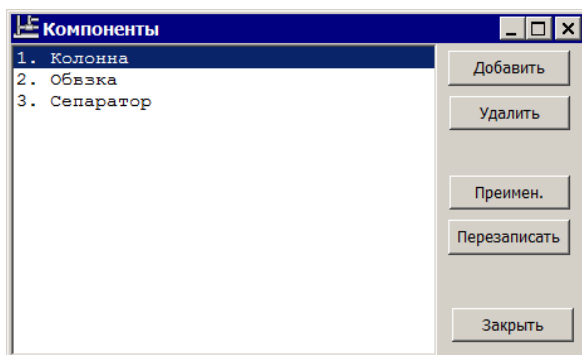 Компоненты
1. Колонна
2. Обвзка
3. Сепаратор
Добавить
Удалить
Преимен.
Перезаписать
Закрыть